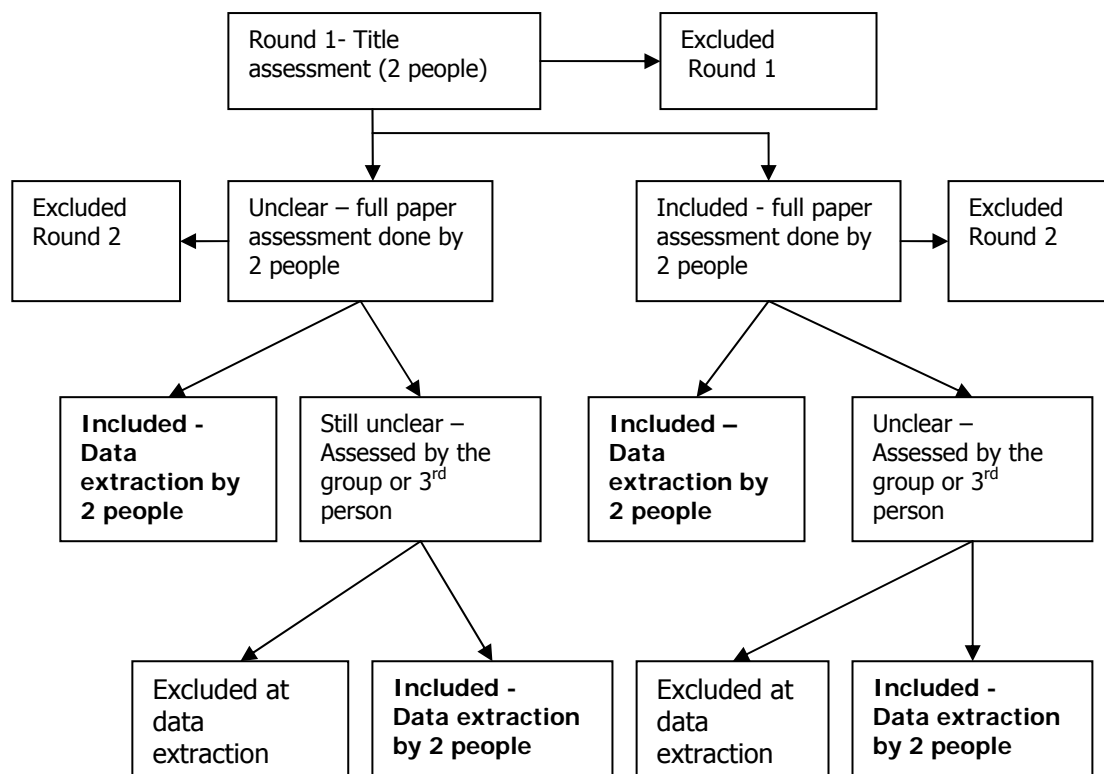 Round 1- Title
assessment (2 people)
Excluded
Round 1
Excluded
Round 2
Unclear – full paper
assessment done by
2 people
Included - full paper
assessment done by
2 people
Excluded
Round 2
Included -
Data
extraction by
2 people
Still unclear –
Assessed by the
group or 3rd
person
Included –
Data
extraction by
2 people
Unclear –
Assessed by the
group or 3rd
person
Excluded at
data
extraction
Included -
Data extraction
by 2 people
Excluded at
data
extraction
Included -
Data extraction
by 2 people